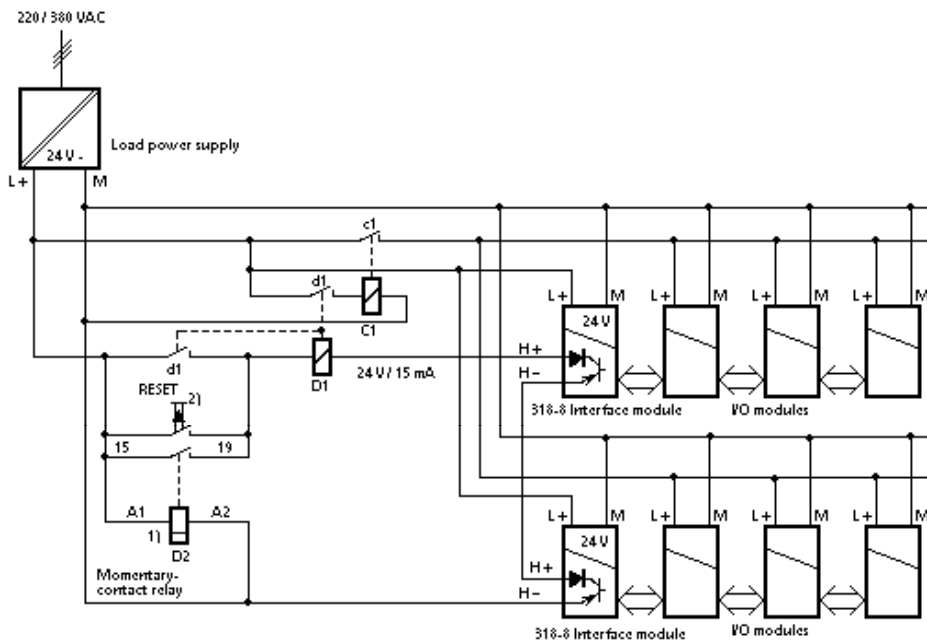 220 / 380 VAC
24 V -
Load power supply
L+ M
c1
d1
C1
L+ M L+ M L+ M L+ M
24 V
H+
H-
d1
D1
24 V / 15 mA
RESET
2)
318-8 Interface module
I/O modules
15 19
A1 A2
1)
D2
L+ M L+ M L+ M L+ M
24 V
H+
H-
Momentary-
contact relay
318-8 Interface module
I/O modules